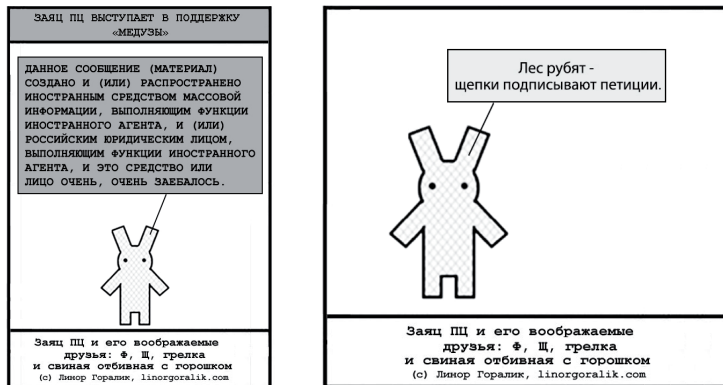 ЗАЯЦ ПЦ ВЫСТУПАЕТ В ПОДДЕРЖКУ
«МЕДУЗЫ»
ДАННОЕ СООБЩЕНИЕ (МАТЕРИАЛ)
СОЗДАНО И (ИЛИ) РАСПРОСТРАНЕНО
ИНОСТРАННЫМ СРЕДСТВОМ МАССОВОЙ
ИНФОРМАЦИИ, ВЫПОЛНЯЮЩИМ ФУНКЦИИ
ИНОСТРАННОГО АГЕНТА, И (ИЛИ)
РОССИЙСКИМ ЮРИДИЧЕСКИМ ЛИЦОМ,
ВЫПОЛНЯЮЩИМ ФУНКЦИИ ИНОСТРАННОГО
АГЕНТА, И ЭТО СРЕДСТВО ИЛИ
ЛИЦО ОЧЕНЬ, ОЧЕНЬ ЗАЕБАЛОСЬ.
Заяц ПЦ и его воображаемые
друзья: Ф, Щ, грелка
и свиная отбивная с горошком
(c) Линор Горалик, linorgoralik.com
Лес рубят -
щепки подписывают петиции.
Заяц ПЦ и его воображаемые
друзья: Ф, Щ, грелка
и свиная отбивная с горошком
(c) Линор Горалик, linorgoralik.com